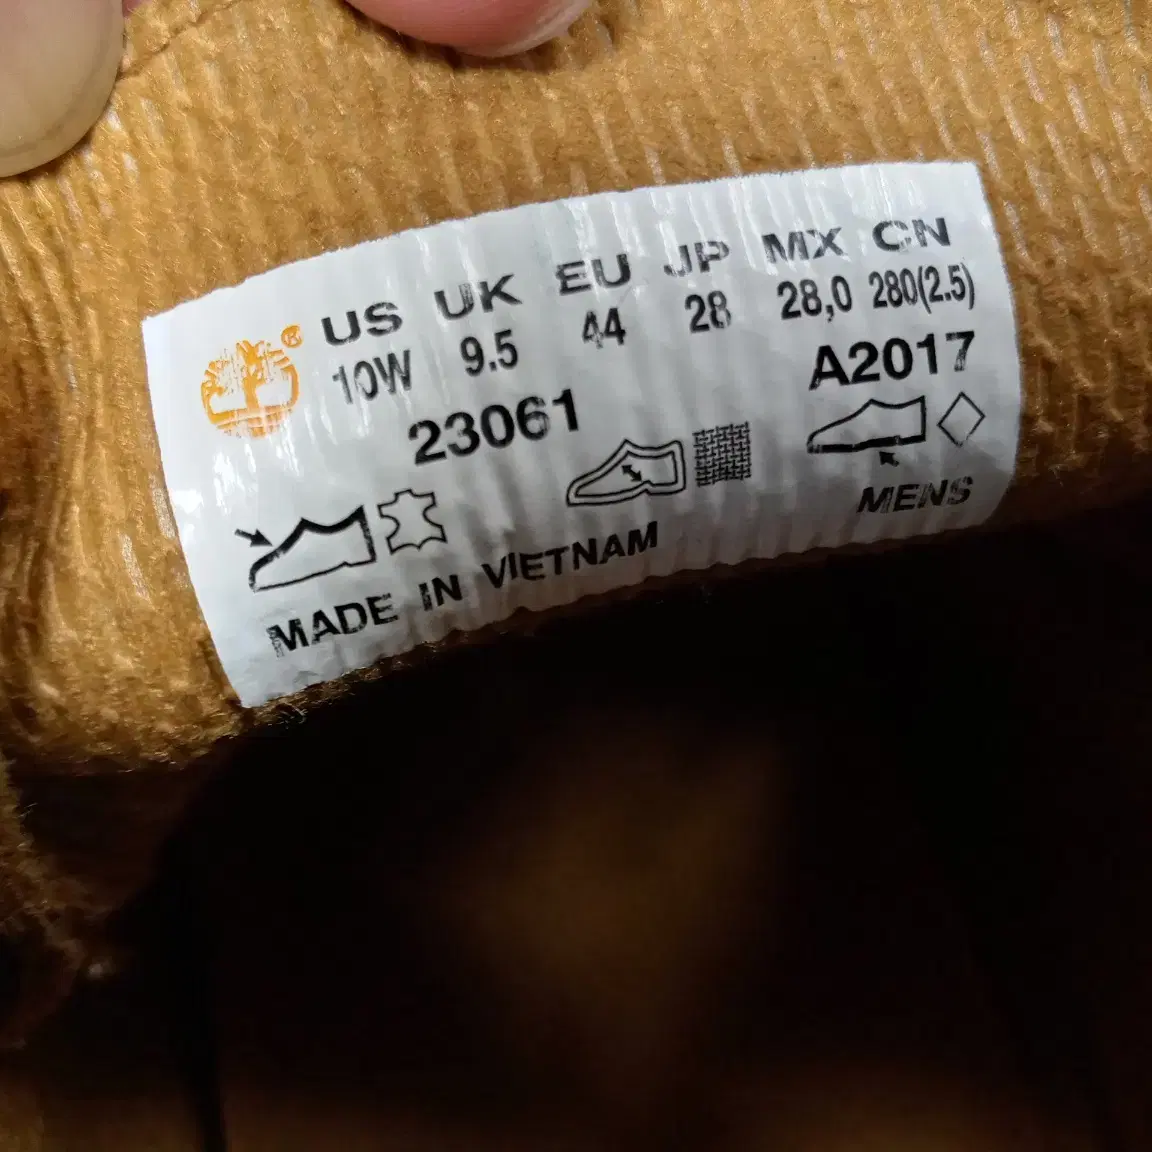 US UK EU JP MX CN
10W 9.5 44 28 28,0 280(2.5)
23061 A2017
MENS
MADE IN VIETNAM